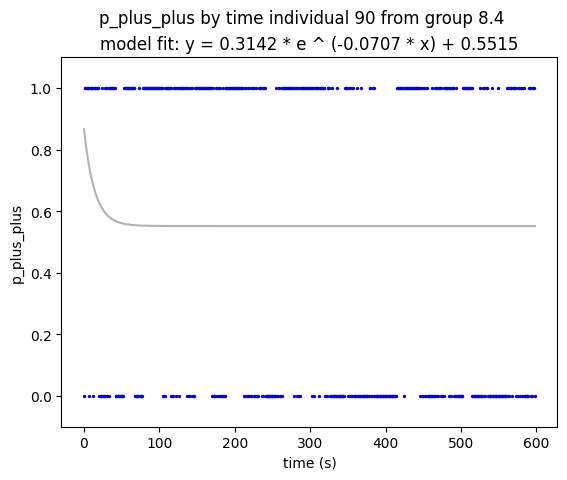 p_plus_plus by time individual 90 from group 8.4
model fit: y = 0.3142 * e ^ (-0.0707 * x) + 0.5515
1.0
0.8
0.6
0.4
0.2
0.0
p_plus_plus
0 100 200 300 400 500 600
time (s)